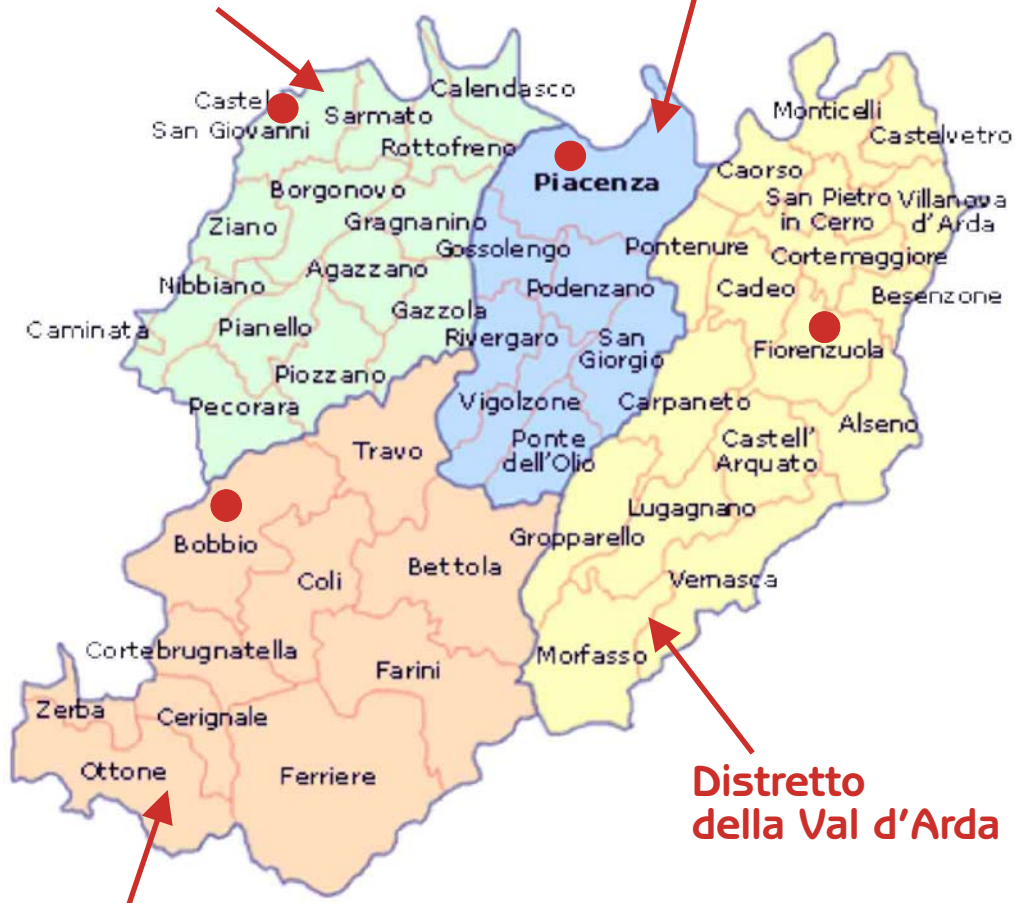 Calendasco
Castel
San Giovanni
Sarmato
Rottofreno
Monticelli
Castelvetro
Caorso
Piacenza
Borgonovo
Ziano
Gragnanino
Gossolengo
San Pietro
in Cerro
Villanova
d'Arda
Pontenure
Cortemaggiore
Nibbiano
Agazzano
Podenzano
Cadeo
Besenzone
Caminata
Pianello
Gazzola
Rivergaro
San
Giorgio
Fiorenzuola
Piozzano
Pecorara
Vigolzone
Carpaneto
Alseno
Travo
Ponte
dell'Olio
Castell'
Arquato
Lugagnano
Bobbio
Gropparello
Coli
Bettola
Vernasca
Cortebrugnatella
Farini
Morfasso
Zerba
Cerignale
Ottone
Ferriere
Distretto
della Val d'Arda